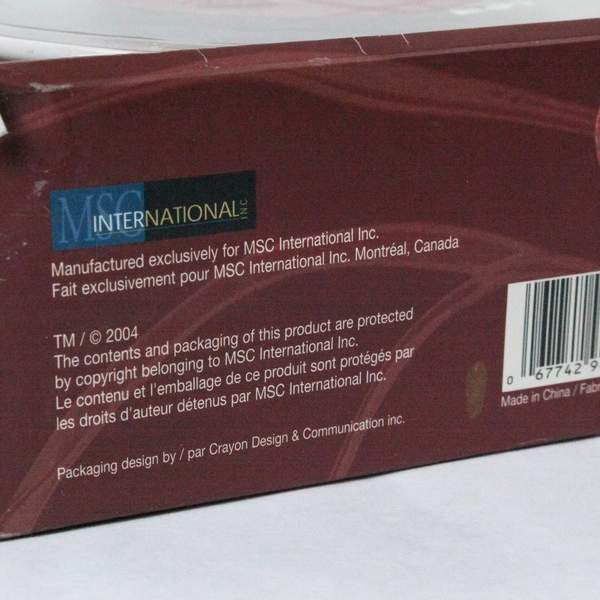 MSC INTERNATIONAL INC
Manufactured exclusively for MSC International Inc.
Fait exclusivement pour MSC International Inc. Montréal, Canada
TM / © 2004
The contents and packaging of this product are protected
by copyright belonging to MSC International Inc.
Le contenu et l'emballage de ce produit sont protégés par
les droits d'auteur détenus par MSC International Inc.
Packaging design by / par Crayon Design & Communication inc.
0 67742 9
Made in China / Fabr